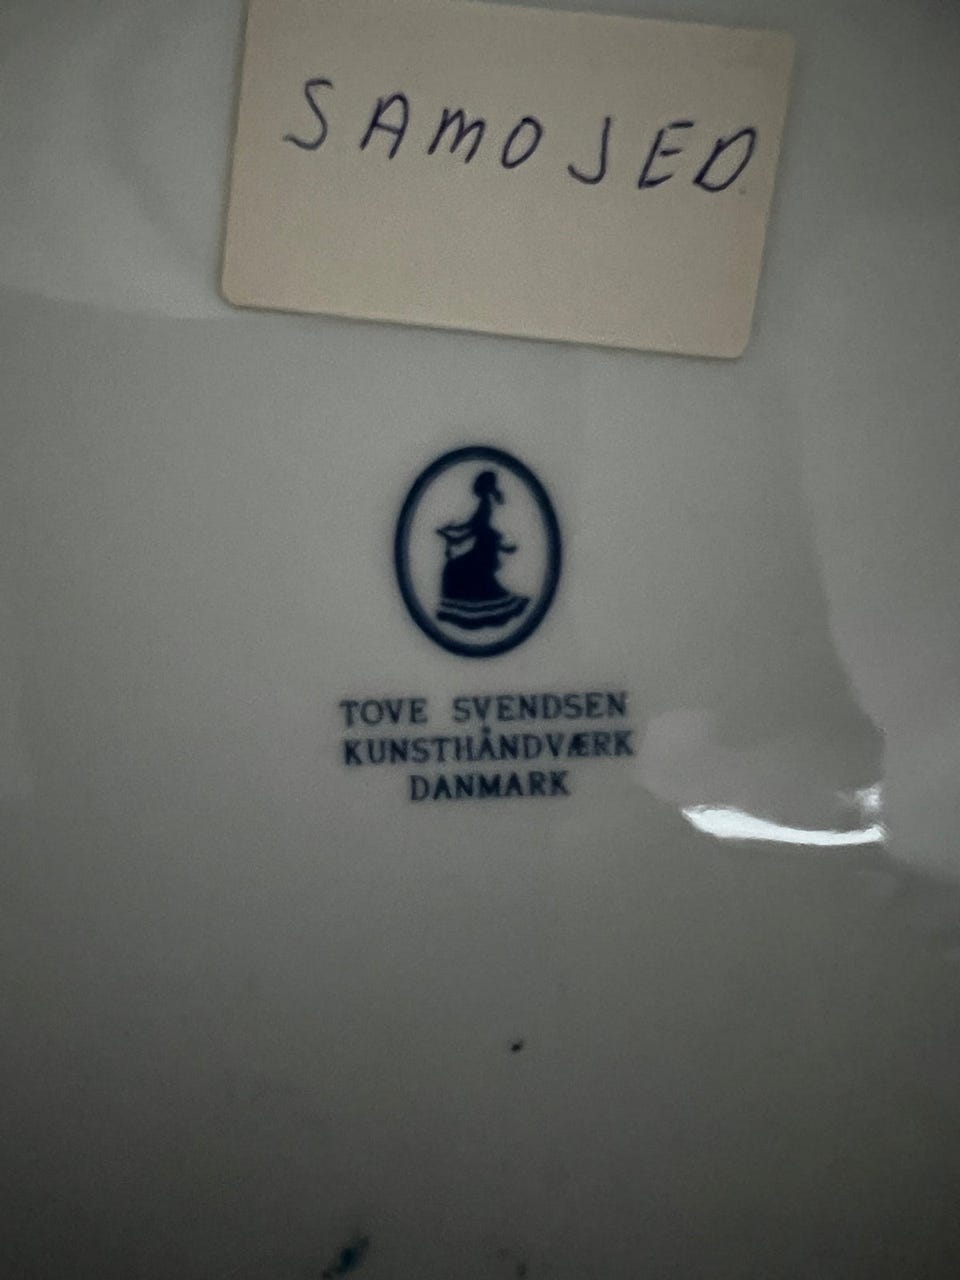 SAMOJED
TOVE SVENDSEN
KUNSTHÅNDVÆRK
DANMARK